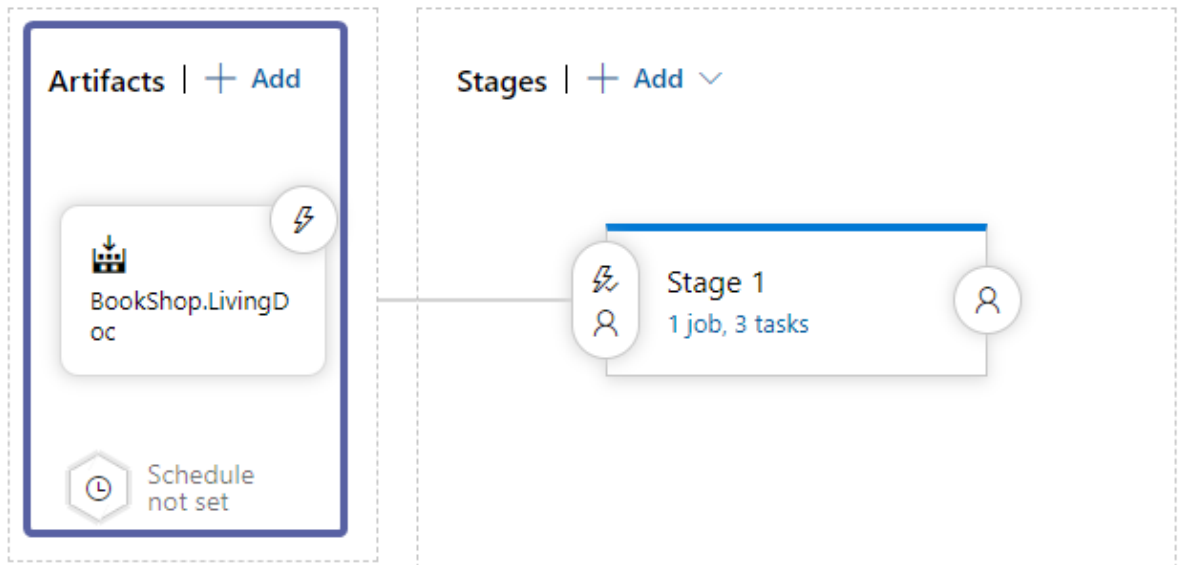 Artifacts | + Add
BookShop.LivingD
oc
Schedule
not set
Stages | + Add
Stage 1
1 job, 3 tasks